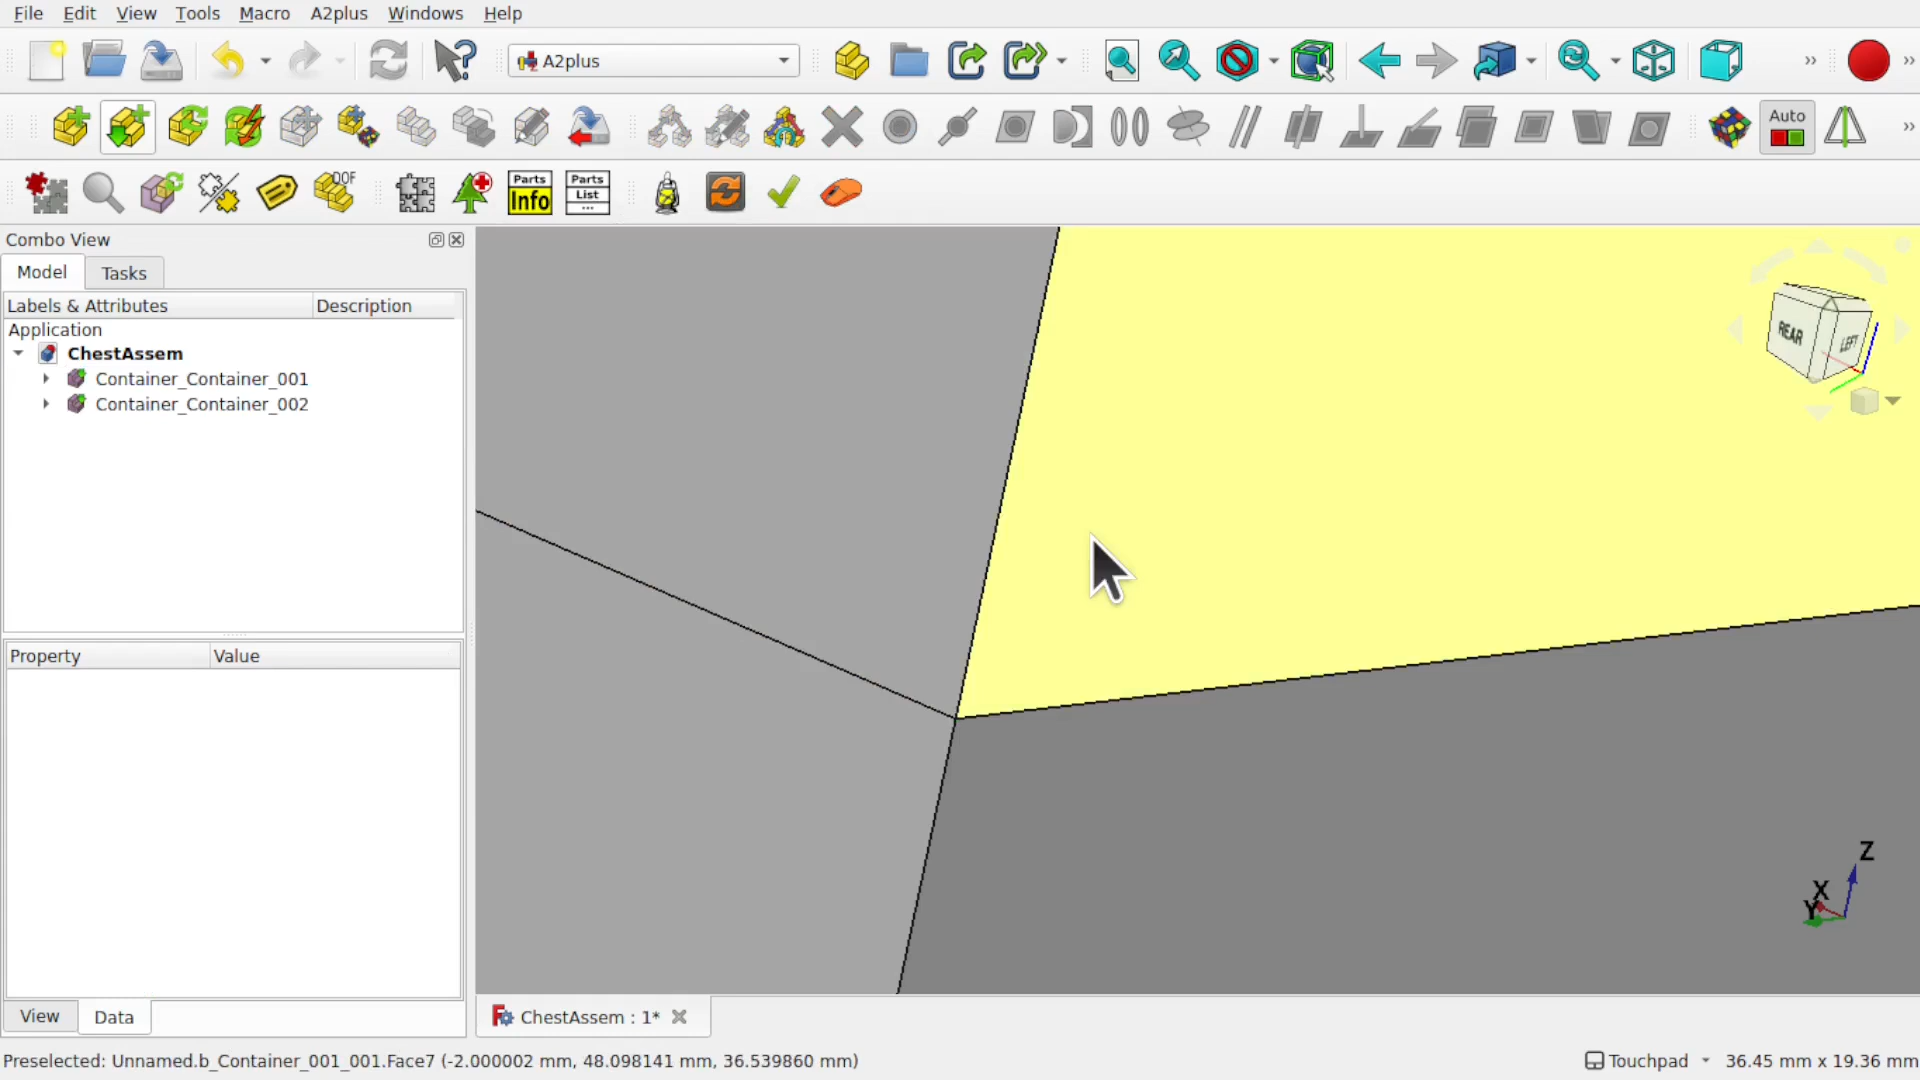 File Edit View Tools Macro A2plus Windows Help
A2plus
Auto
DOF
Parts Info
Parts List ...
Combo View
Model Tasks
Labels & Attributes Description
Application
ChestAssem
Container_Container_001
Container_Container_002
REAR LEFT
Property Value
Z
X
Y
View Data
ChestAssem : 1*
Preselected: Unnamed.b_Container_001_001.Face7 (-2.000002 mm, 48.098141 mm, 36.539860 mm)
Touchpad 36.45 mm x 19.36 mm